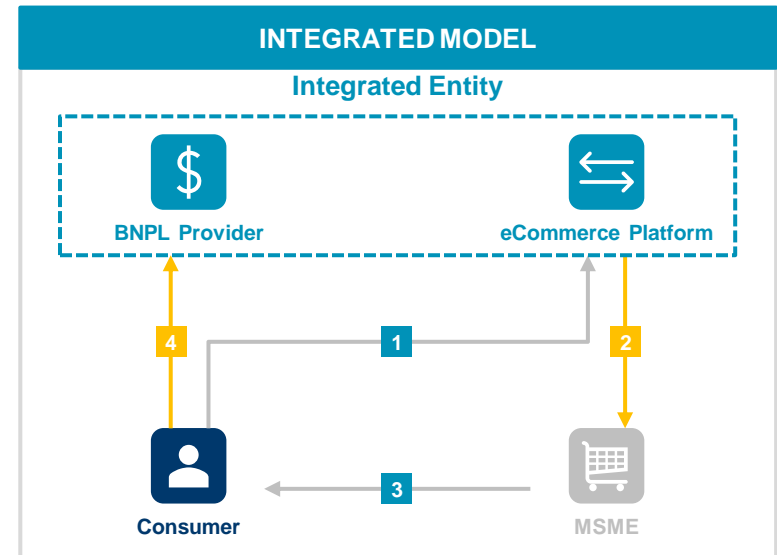 INTEGRATED MODEL
Integrated Entity
$
BNPL Provider
eCommerce Platform
4
1
2
3
Consumer
MSME